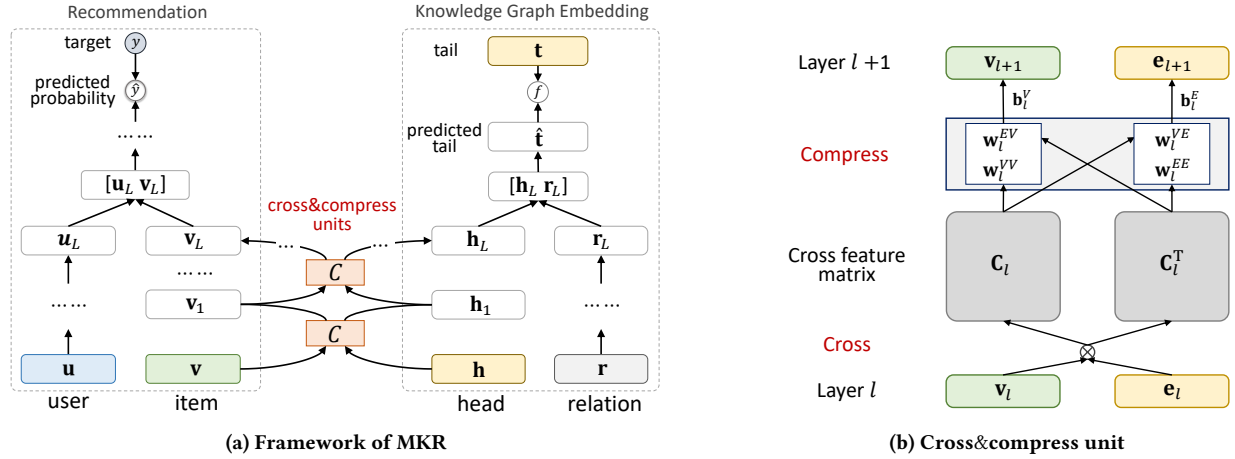 Recommendation
Knowledge Graph Embedding
target
y
tail
t
predicted
probability
ŷ
f
... ...
predicted
tail
t̂
[u_L v_L]
[h_L r_L]
cross&compress
units
u_L
v_L
...
...
h_L
r_L
C
... ...
... ...
v_1
h_1
... ...
C
u
v
h
r
user
item
head
relation
(a) Framework of MKR
Layer l +1
v_{l+1}
e_{l+1}
b_l^V
b_l^E
Compress
w_l^{EV}
w_l^{VV}
w_l^{VE}
w_l^{EE}
Cross feature
matrix
C_l
C_l^T
Cross
⊗
Layer l
v_l
e_l
(b) Cross&compress unit